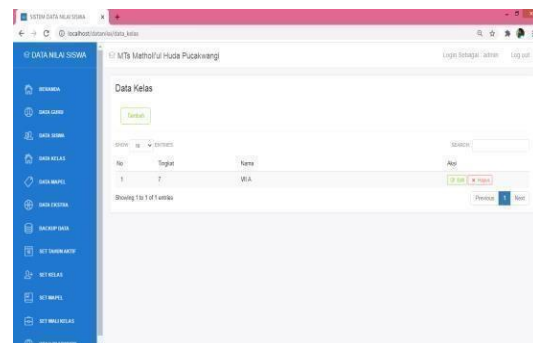 SISTEM DATA NILAI SISWA
localhost/datanilai/data_kelas
DATA NILAI SISWA
MTs Matholi'ul Huda Pucakwangi
Login Sebagai : admin
Log out
BERANDA
DATA GURU
DATA SISWA
DATA KELAS
DATA MAPEL
DATA EKSTRA
BACKUP DATA
SET TAHUN AKTIF
SET KELAS
SET MAPEL
SET WALI KELAS
Data Kelas
Tambah
SHOW 10 ENTRIES
SEARCH:
No Tingkat Nama Aksi
1 7 VII A Edit Hapus
Showing 1 to 1 of 1 entries
Previous 1 Next